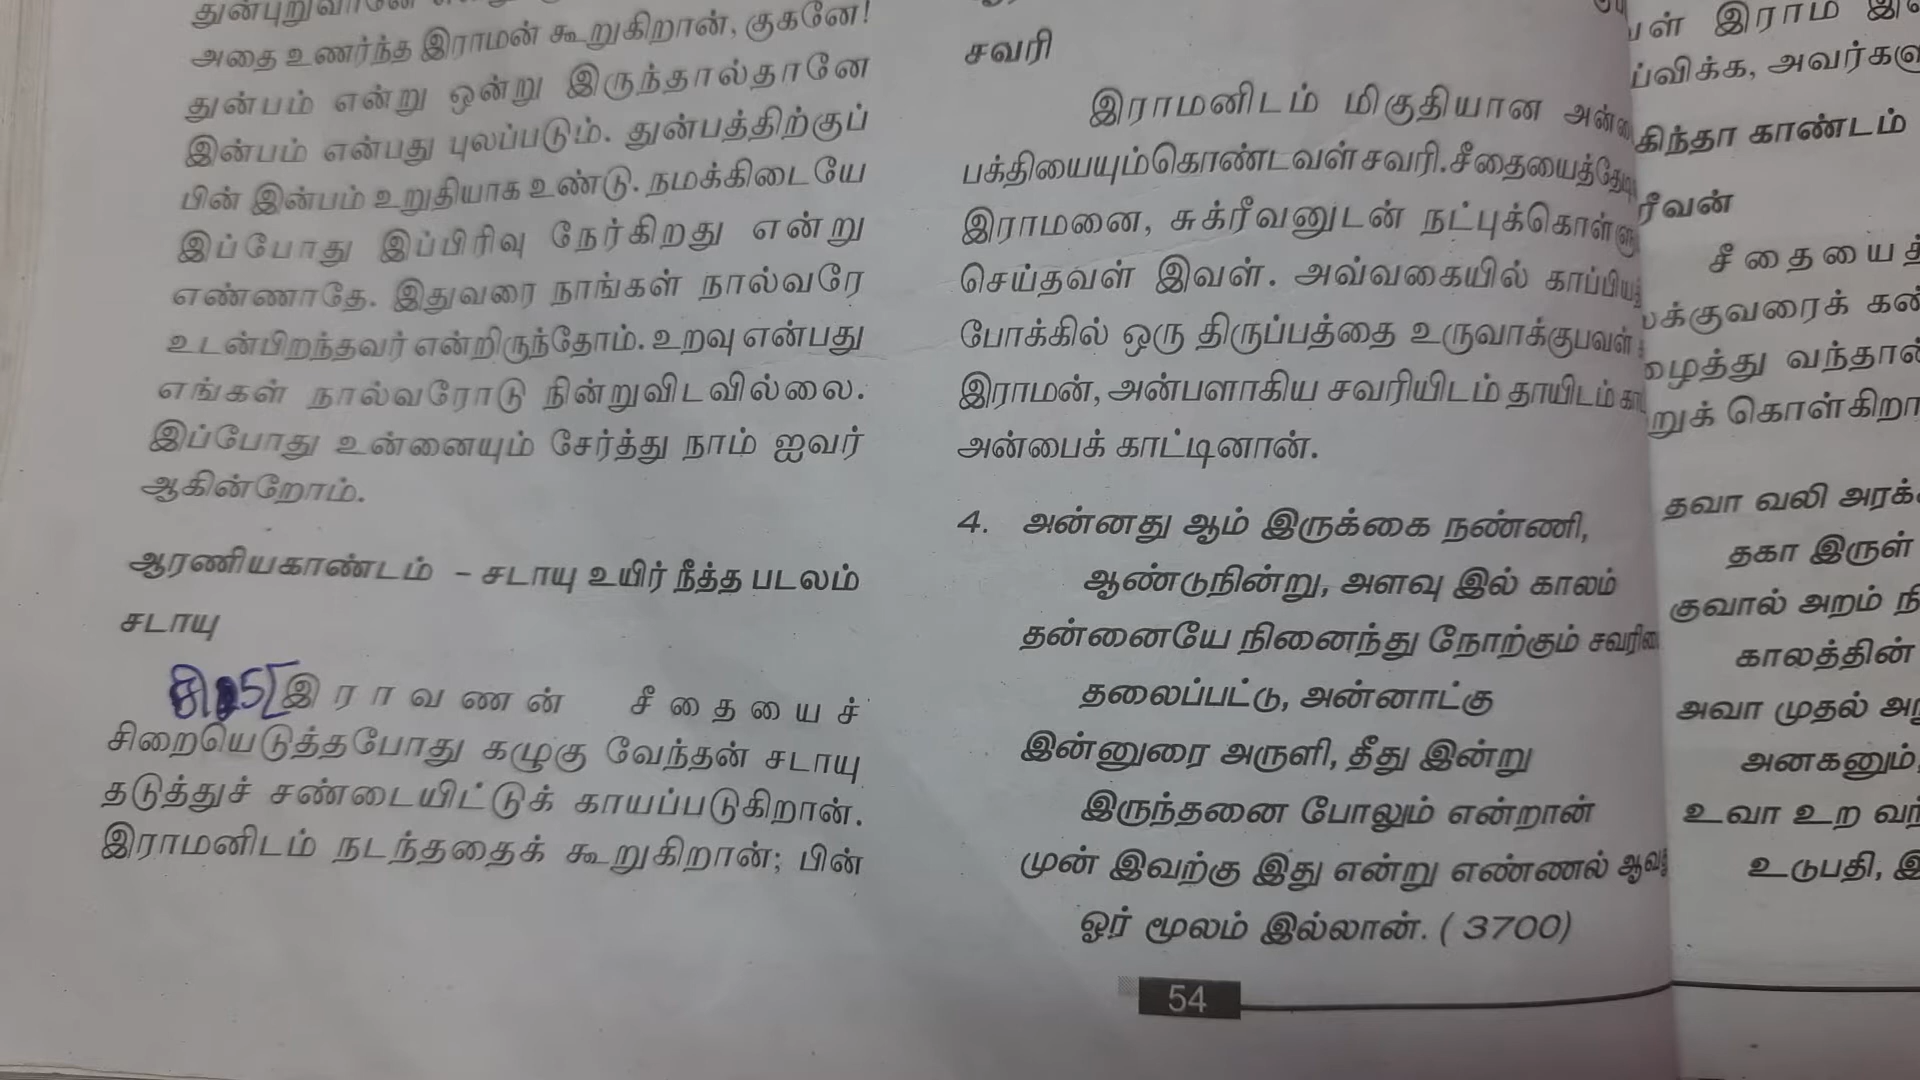 அதை உணர்ந்த இராமன் கூறுகிறான், குகனே!
துன்பம் என்று ஒன்று இருந்தால்தானே
இன்பம் என்பது புலப்படும். துன்பத்திற்குப்
பின் இன்பம் உறுதியாக உண்டு. நமக்கிடையே
இப்போது இப்பிரிவு நேர்கிறது என்று
எண்ணாதே. இதுவரை நாங்கள் நால்வரே
உடன்பிறந்தவர் என்றிருந்தோம். உறவு என்பது
எங்கள் நால்வரோடு நின்றுவிடவில்லை.
இப்போது உன்னையும் சேர்த்து நாம் ஐவர்
ஆகின்றோம்.
ஆரணியகாண்டம் – சடாயு உயிர் நீத்த படலம்
சடாயு
இராவணன் சீதையைச்
சிறையெடுத்தபோது கழுகு வேந்தன் சடாயு
தடுத்துச் சண்டையிட்டுக் காயப்படுகிறான்.
இராமனிடம் நடந்ததைக் கூறுகிறான்; பின்
சவரி
இராமனிடம் மிகுதியான
பக்தியையும்கொண்டவள் சவரி.
இராமனை, சுக்ரீவனுடன்
செய்தவள் இவள். அவ்வகையில்
போக்கில் ஒரு திருப்பத்தை உருவாக்குபவள்
இராமன், அன்பளாகிய சவரியிடம் தாயிடம்
அன்பைக் காட்டினான்.
4. அன்னது ஆம் இருக்கை நண்ணி,
ஆண்டுநின்று, அளவு இல் காலம்
தன்னையே நினைந்து நோற்கும்
தலைப்பட்டு, அன்னாட்கு
இன்னுரை அருளி, தீது இன்று
இருந்தனை போலும் என்றான்
முன் இவற்கு இது என்று எண்ணல்
ஓர் மூலம் இல்லான். ( 3700)
54
இராம
அவர்களு
காண்டம்
சீதையைத்
வந்தான்
தவா வலி
தகா இருள்
குவால் அறம்
காலத்தின்
அவா முதல்
அனகனும்,
உவா உற
உடுபதி,